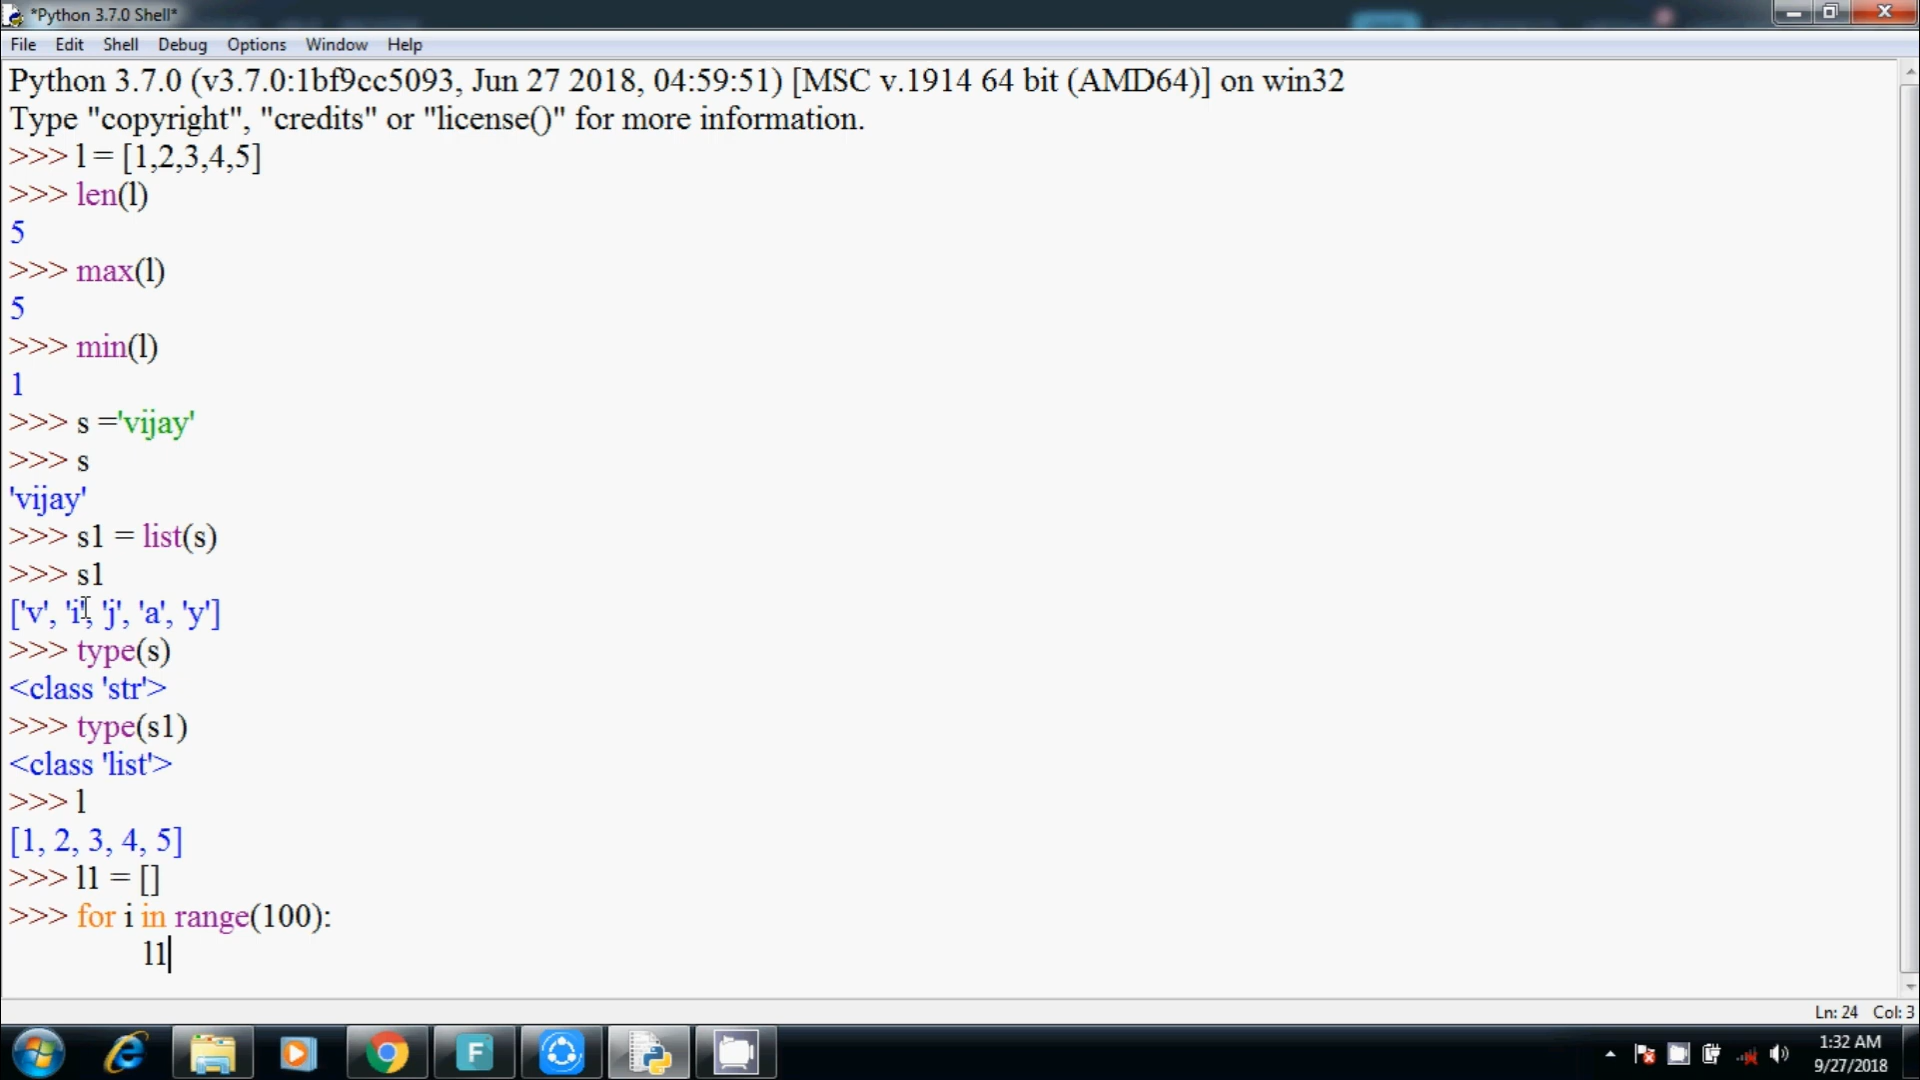 *Python 3.7.0 Shell*
File Edit Shell Debug Options Window Help
Python 3.7.0 (v3.7.0:1bf9cc5093, Jun 27 2018, 04:59:51) [MSC v.1914 64 bit (AMD64)] on win32
Type "copyright", "credits" or "license()" for more information.
>>> l = [1,2,3,4,5]
>>> len(l)
5
>>> max(l)
5
>>> min(l)
1
>>> s ='vijay'
>>> s
'vijay'
>>> s1 = list(s)
>>> s1
['v', 'i', 'j', 'a', 'y']
>>> type(s)
<class 'str'>
>>> type(s1)
<class 'list'>
>>> l
[1, 2, 3, 4, 5]
>>> l1 = []
>>> for i in range(100):
l1
Ln: 24 Col: 3
F
1:32 AM
9/27/2018